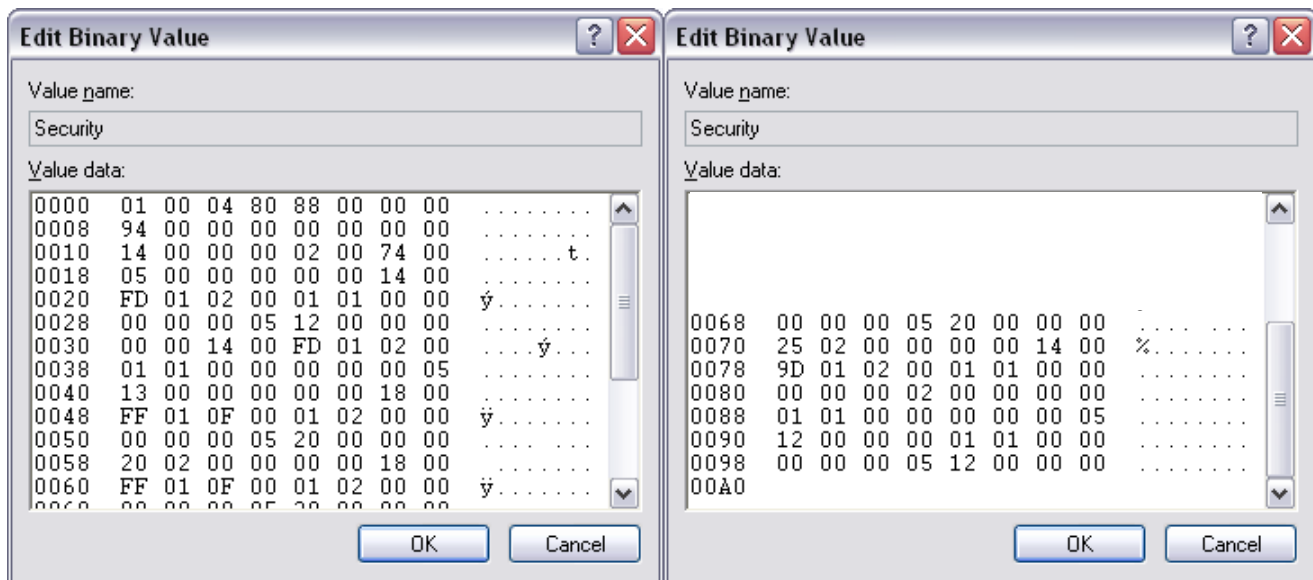 Edit Binary Value
Value name:
Security
Value data:
0000 01 00 04 80 88 00 00 00 ........
0008 94 00 00 00 00 00 00 00 ........
0010 14 00 00 00 02 00 74 00 ......t.
0018 05 00 00 00 00 00 14 00 ........
0020 FD 01 02 00 01 01 00 00 ý.......
0028 00 00 00 05 12 00 00 00 ........
0030 00 00 14 00 FD 01 02 00 ....ý...
0038 01 01 00 00 00 00 00 05 ........
0040 13 00 00 00 00 00 18 00 ........
0048 FF 01 0F 00 01 02 00 00 ÿ.......
0050 00 00 00 05 20 00 00 00 .... ...
0058 20 02 00 00 00 00 18 00  .......
0060 FF 01 0F 00 01 02 00 00 ÿ.......
0068 00 00 00 05 20 00 00 00
OK Cancel
Edit Binary Value
Value name:
Security
Value data:
0068 00 00 00 05 20 00 00 00 .... ...
0070 25 02 00 00 00 00 14 00 %.......
0078 9D 01 02 00 01 01 00 00 ........
0080 00 00 00 02 00 00 00 00 ........
0088 01 01 00 00 00 00 00 05 ........
0090 12 00 00 00 01 01 00 00 ........
0098 00 00 00 05 12 00 00 00 ........
00A0
OK Cancel